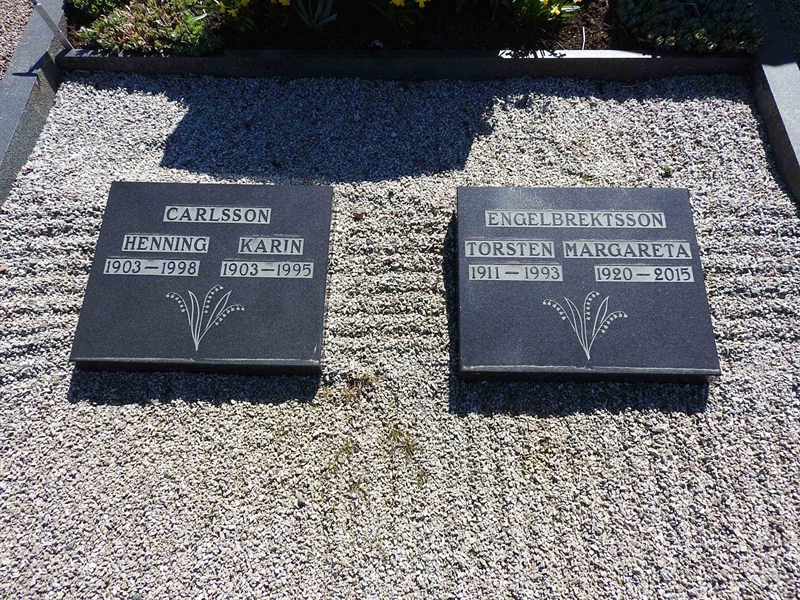 CARLSSON
HENNING KARIN
1903—1998 1903—1995
ENGELBREKTSSON
TORSTEN MARGARETA
1911—1993 1920—2015